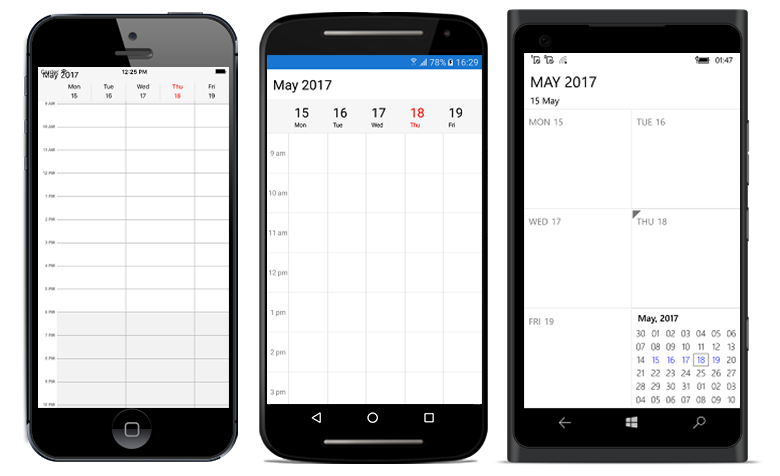 Carrier 12:25 PM
May 2017
Mon Tue Wed Thu Fri
15 16 17 18 19
9 AM
10 AM
11 AM
12 PM
1 PM
2 PM
3 PM
4 PM
5 PM
6 PM
7 PM
8 PM
9 PM
10 PM
78% 16:29
May 2017
15 16 17 18 19
Mon Tue Wed Thu Fri
9 am
10 am
11 am
12 pm
1 pm
2 pm
3 pm
01:47
MAY 2017
15 May
MON 15 TUE 16
WED 17 THU 18
FRI 19
May, 2017
30 01 02 03 04 05 06
07 08 09 10 11 12 13
14 15 16 17 18 19 20
21 22 23 24 25 26 27
28 29 30 31 01 02 03
04 05 06 07 08 09 10